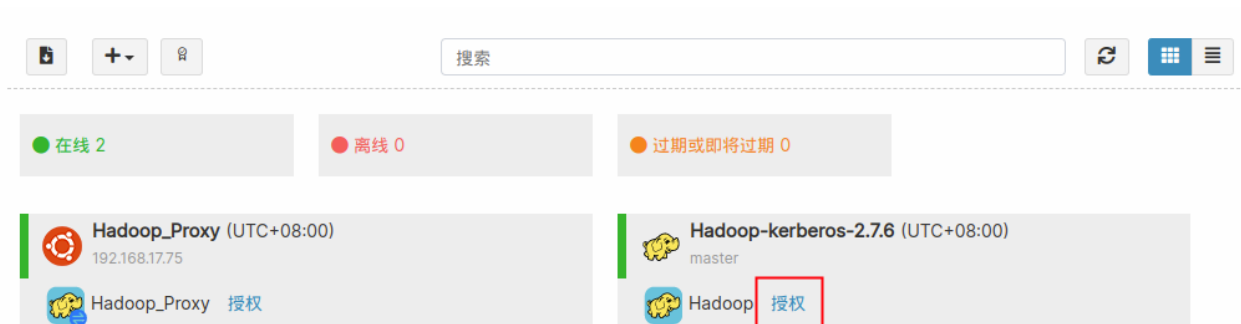 搜索
在线 2
离线 0
过期或即将过期 0
Hadoop_Proxy (UTC+08:00)
192.168.17.75
Hadoop_Proxy 授权
Hadoop-kerberos-2.7.6 (UTC+08:00)
master
Hadoop 授权